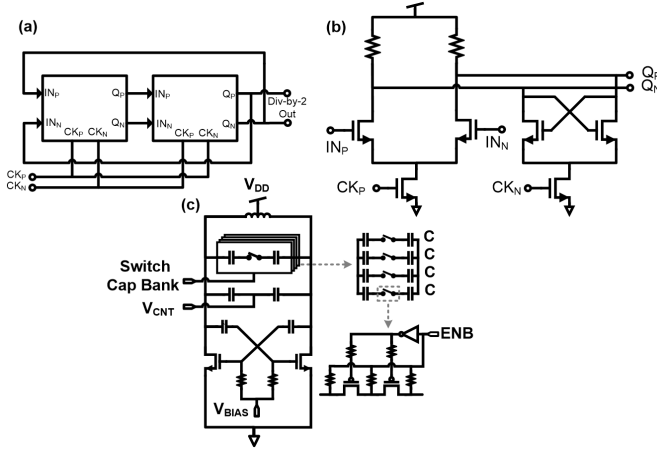 (a)
IN_P Q_P IN_P Q_P
Div-by-2
Out
IN_N Q_N IN_N Q_N
CK_P CK_N CK_P CK_N
CK_P
CK_N
(b)
Q_P
Q_N
IN_P
IN_N
CK_P
CK_N
(c)
V_DD
Switch
Cap Bank
V_CNT
V_BIAS
C
C
C
C
ENB